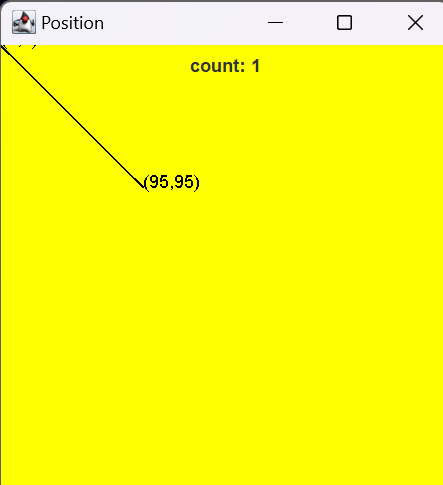 Position
count: 1
(95,95)